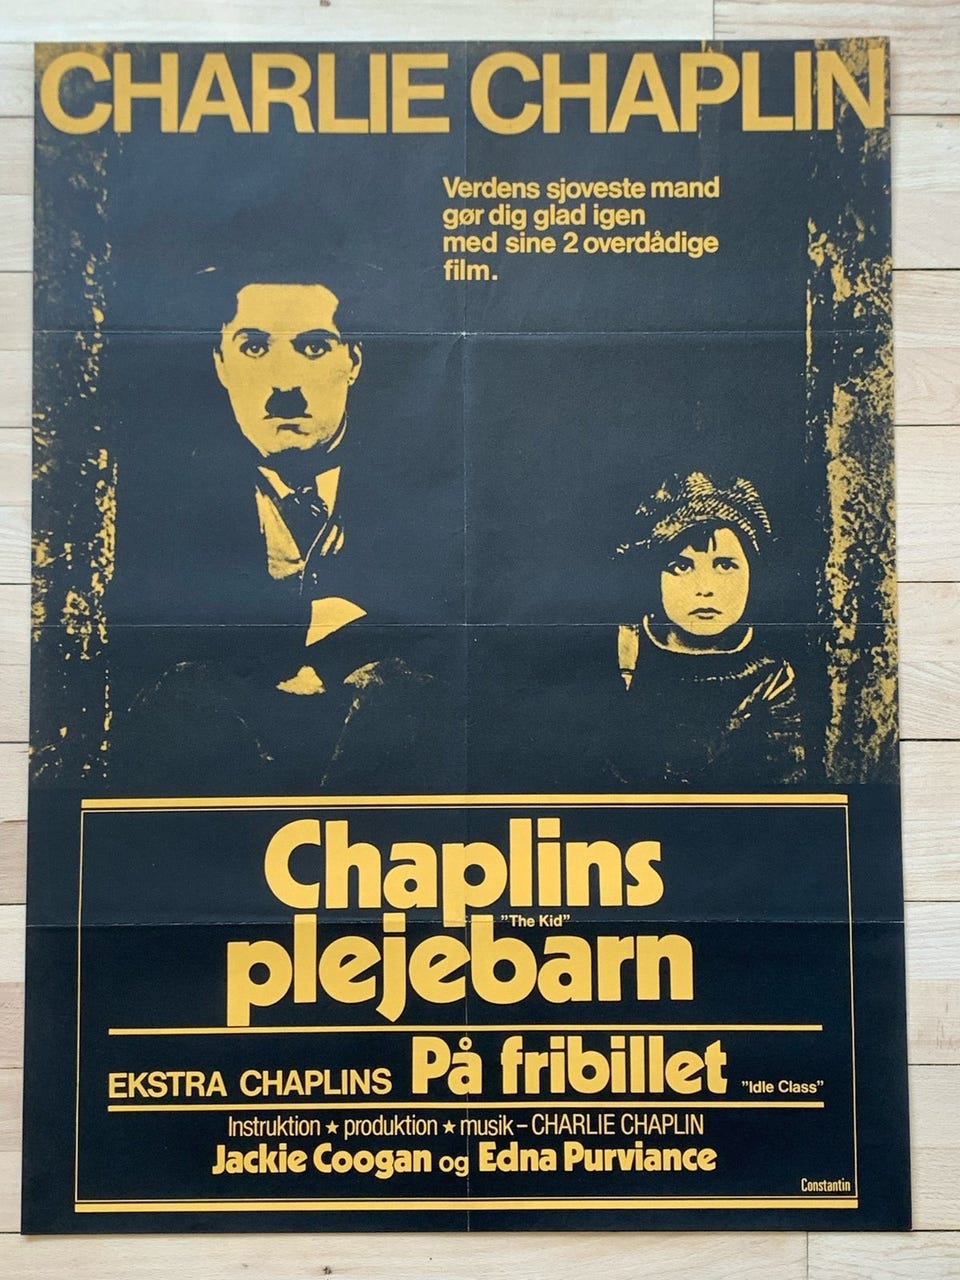 CHARLIE CHAPLIN
Verdens sjoveste mand
gør dig glad igen
med sine 2 overdådige
film.
Chaplins
"The Kid"
plejebarn
EKSTRA CHAPLINS På fribillet "Idle Class"
Instruktion ★ produktion ★ musik – CHARLIE CHAPLIN
Jackie Coogan og Edna Purviance
Constantin